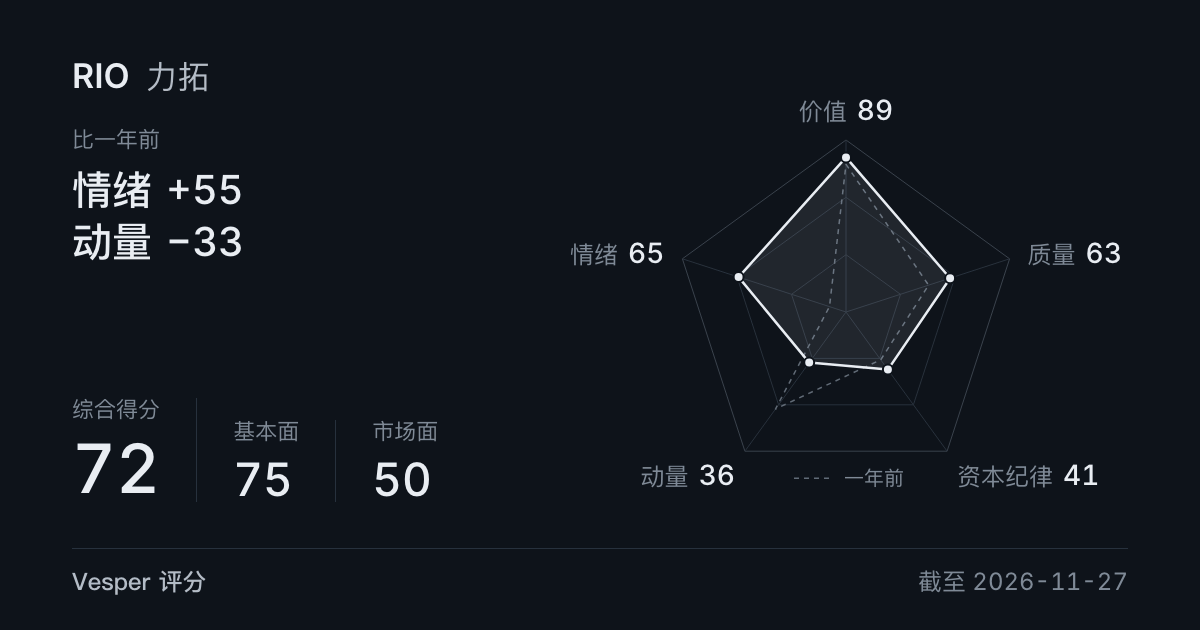 RIO 力拓
比一年前
情绪 +55
动量 −33
综合得分
72
基本面
75
市场面
50
价值 89
情绪 65
质量 63
动量 36
一年前
资本纪律 41
Vesper 评分
截至 2026-11-27